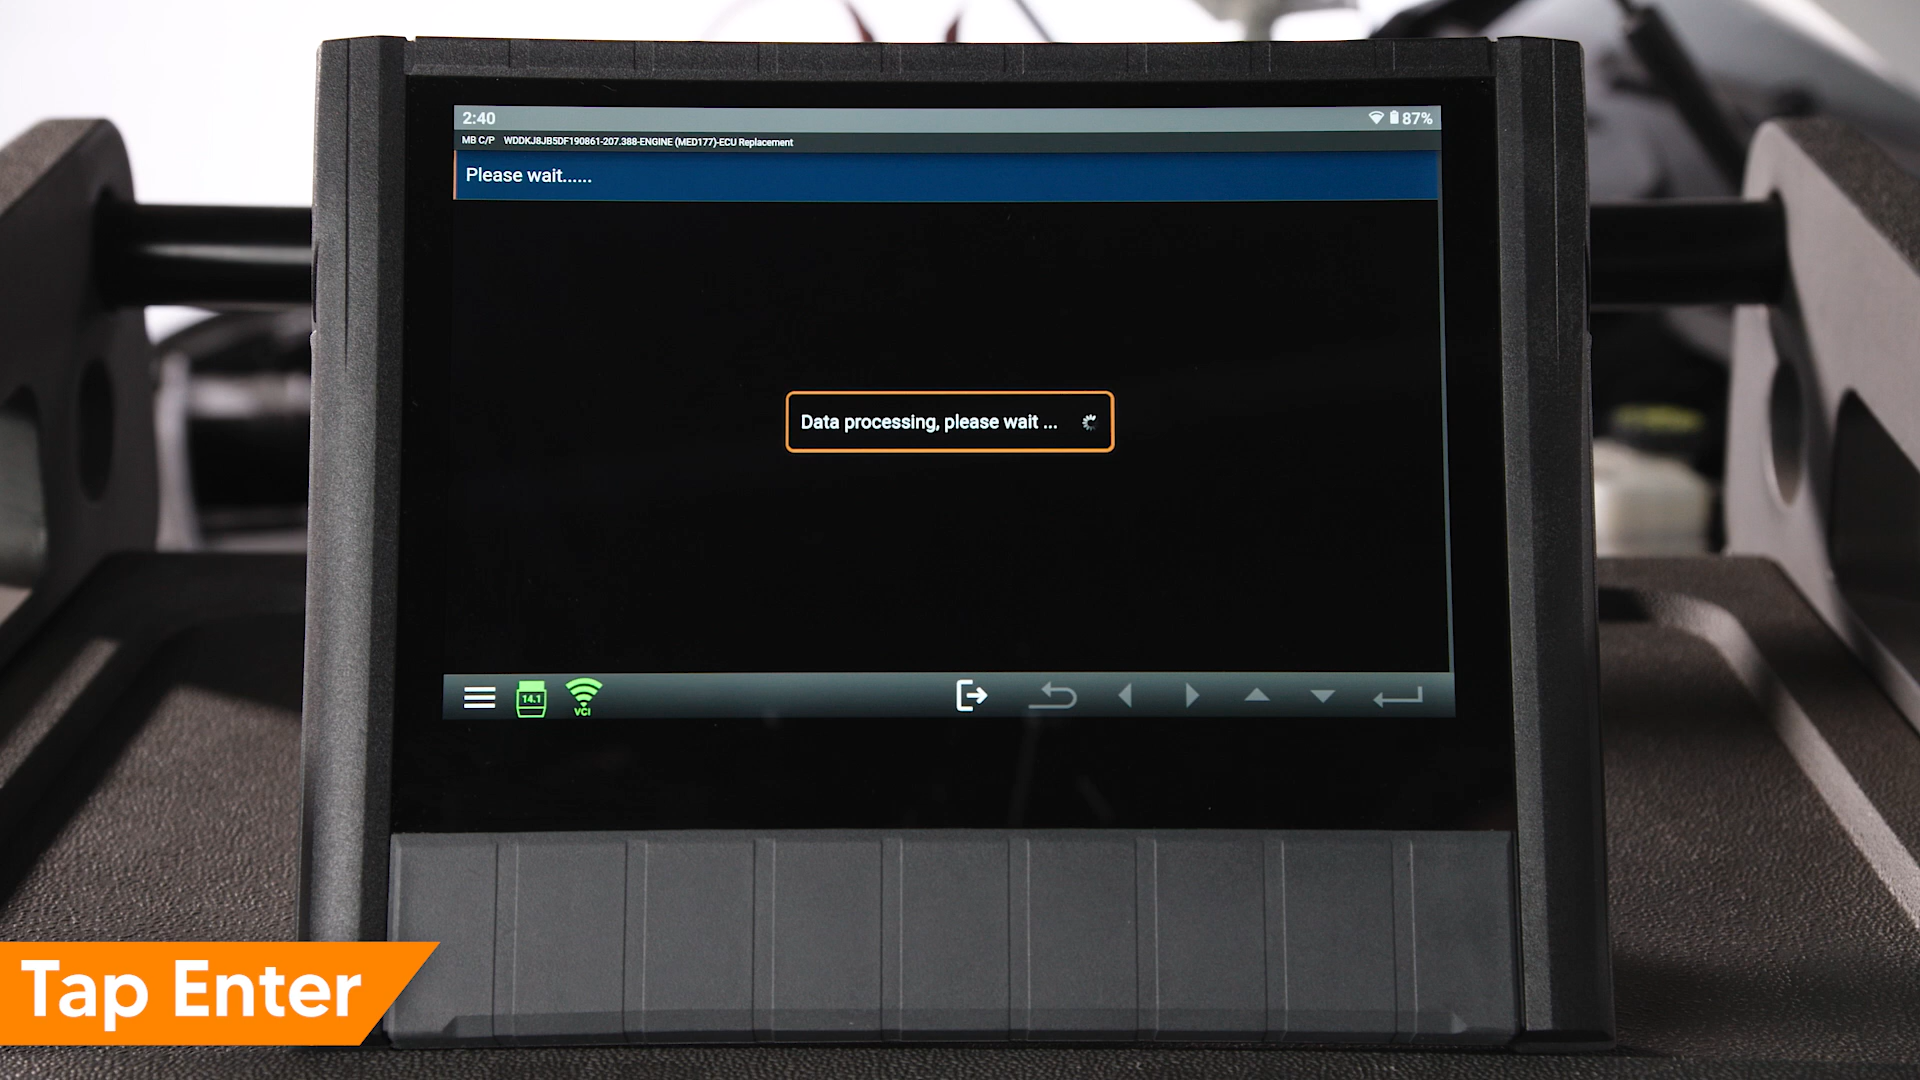 2:40
87%
MB C/P WDDKJ8JB5DF190861-207.388-ENGINE (MED177)-ECU Replacement
Please wait......
Data processing, please wait ...
14.1
VCI
Tap Enter